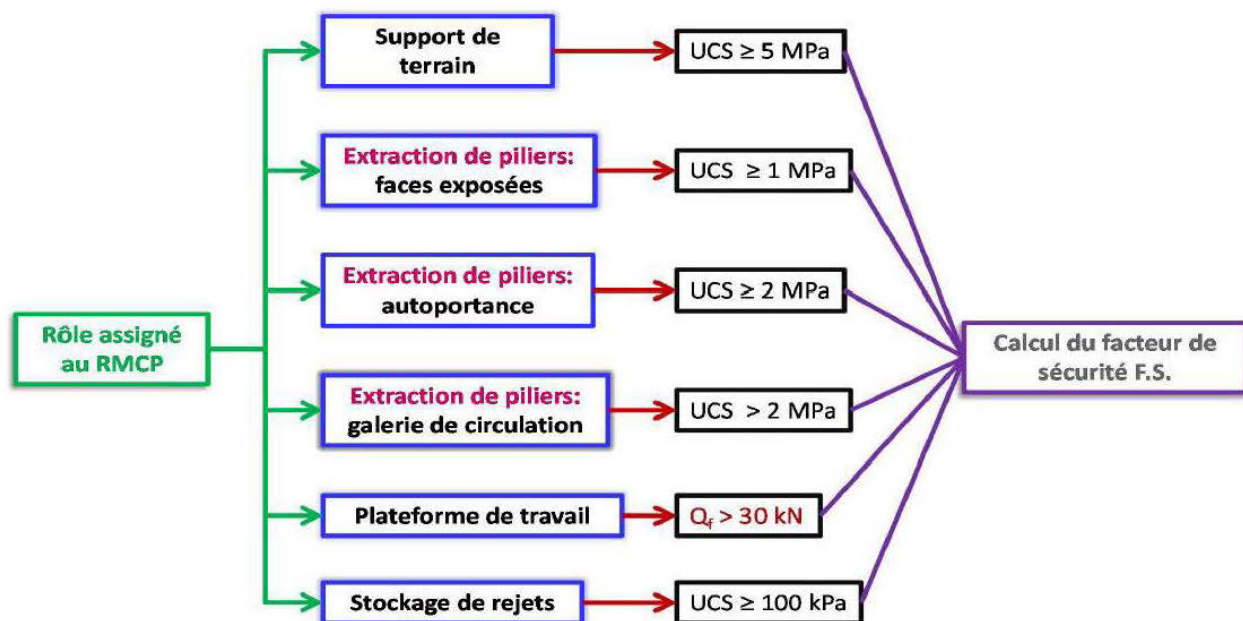 Support de
terrain
UCS ≥ 5 MPa
Extraction de piliers:
faces exposées
UCS ≥ 1 MPa
Extraction de piliers:
autoportance
UCS ≥ 2 MPa
Rôle assigné
au RMCP
Calcul du facteur de
sécurité F.S.
Extraction de piliers:
galerie de circulation
UCS > 2 MPa
Plateforme de travail
Qf > 30 kN
Stockage de rejets
UCS ≥ 100 kPa